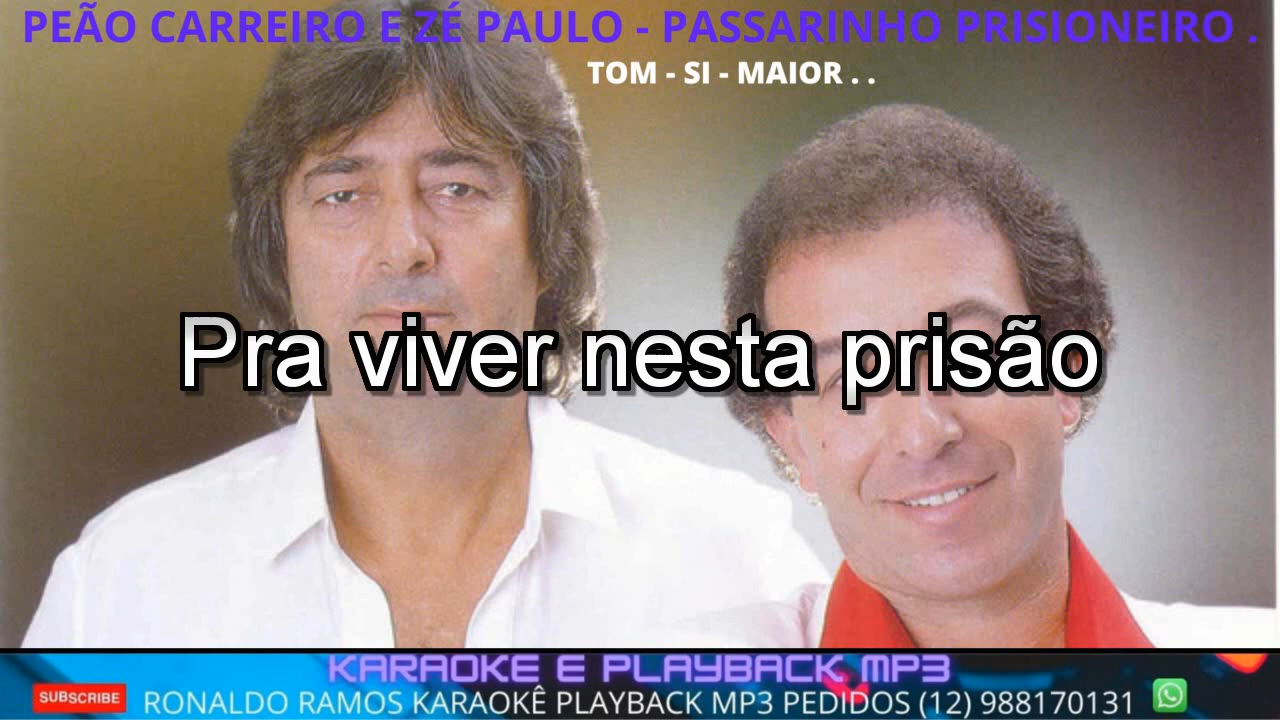 PEÃO CARREIRO E ZÉ PAULO - PASSARINHO PRISIONEIRO .
TOM - SI - MAIOR . .
Pra viver nesta prisão
KARAOKE E PLAYBACK MP3
SUBSCRIBE
RONALDO RAMOS KARAOKÊ PLAYBACK MP3 PEDIDOS (12) 988170131